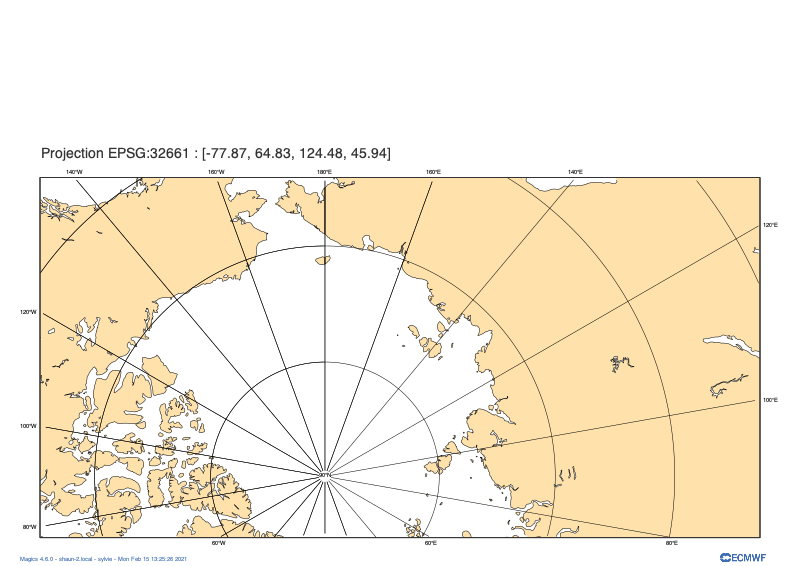 Projection EPSG:32661 : [-77.87, 64.83, 124.48, 45.94]
140°W 160°W 180°E 160°E 140°E
120°E
120°W
100°E
100°W
80°W
60°W 60°E 80°E
Magics 4.6.0 - shaun-2.local - sylvie - Mon Feb 15 13:25:26 2021
ECMWF